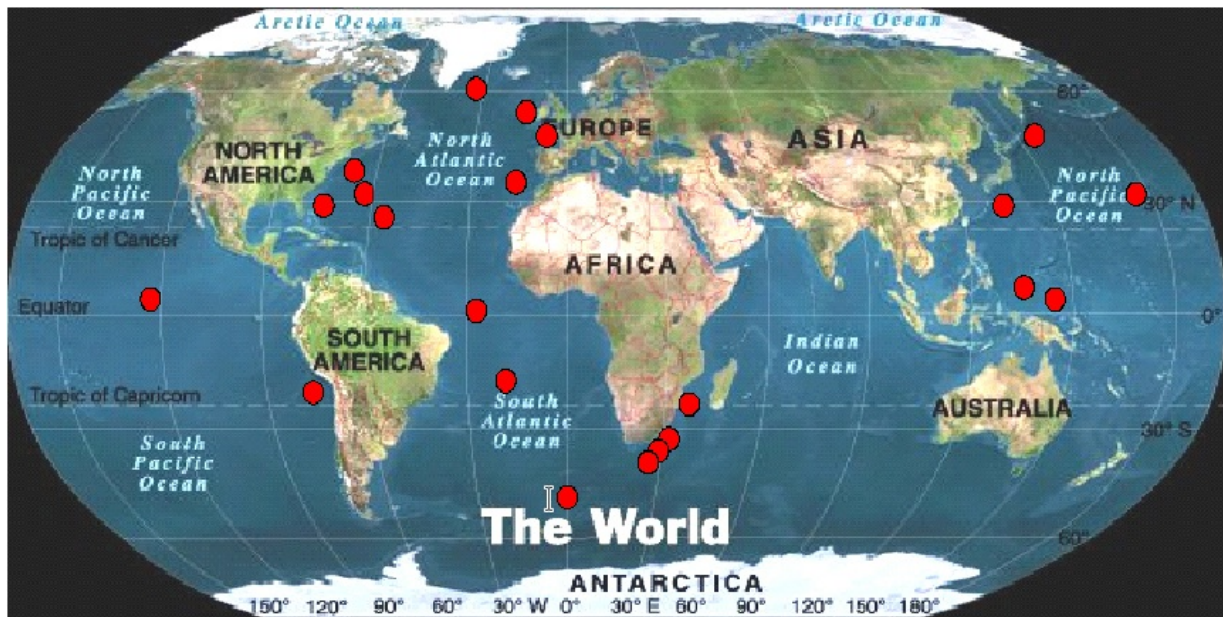 Arctic Ocean
Arctic Ocean
60°
EUROPE
ASIA
North
Atlantic
Ocean
NORTH
AMERICA
North
Pacific
Ocean
North
Pacific
Ocean
30° N
Tropic of Cancer
AFRICA
Equator
0°
SOUTH
AMERICA
Indian
Ocean
Tropic of Capricorn
South
Atlantic
Ocean
AUSTRALIA
30° S
South
Pacific
Ocean
The World
60°
ANTARCTICA
150° 120° 90° 30° W 0° 30° E 60° 90° 120° 150° 180°